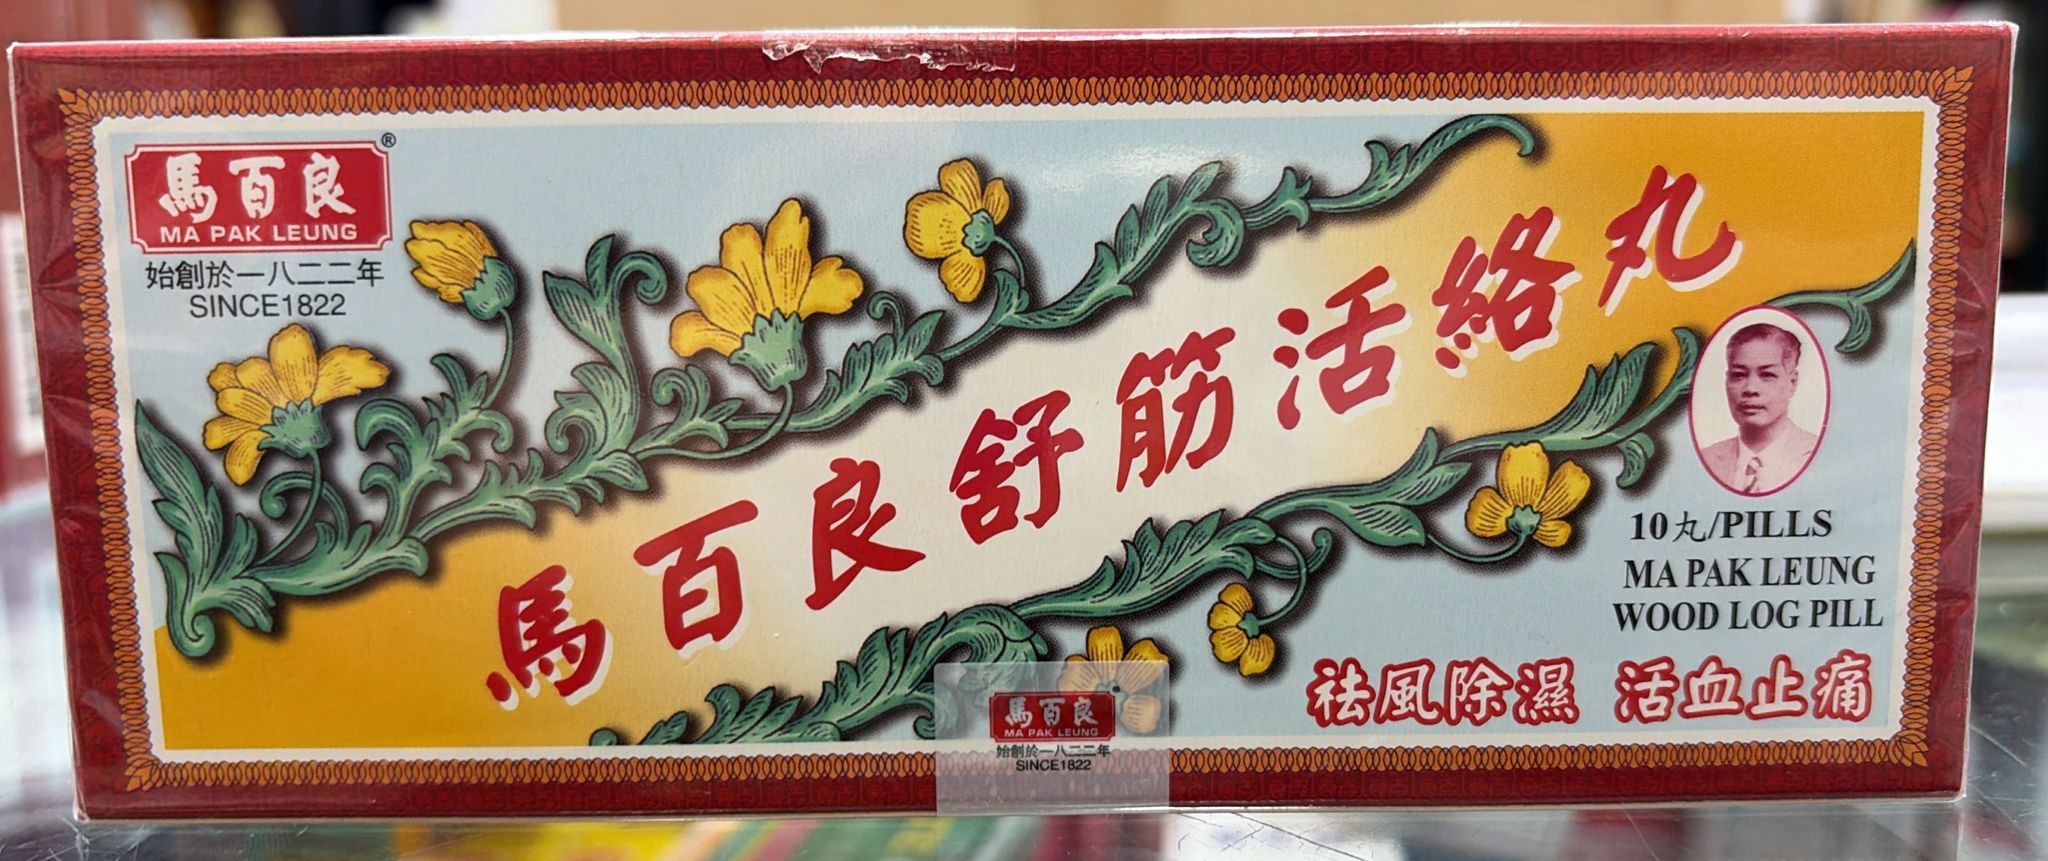 馬百良®
MA PAK LEUNG
始創於一八二二年
SINCE1822
馬百良舒筋活絡丸
10丸/PILLS
MA PAK LEUNG
WOOD LOG PILL
祛風除濕 活血止痛
馬百良
MA PAK LEUNG
始創於一八二二年
SINCE1822